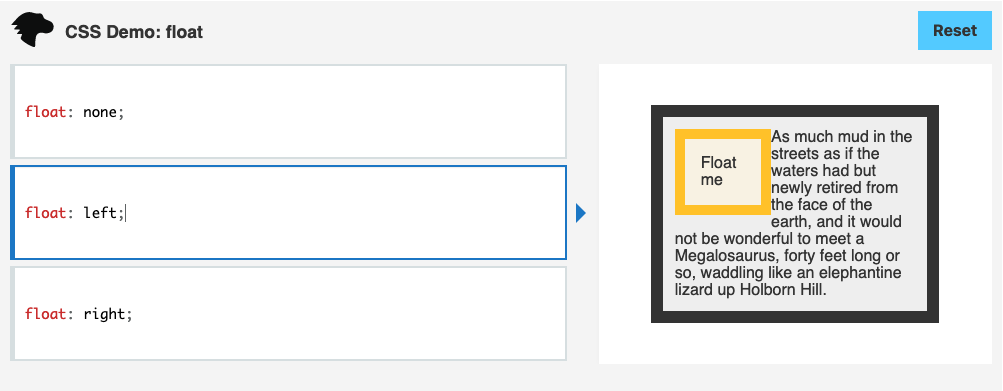 CSS Demo: float
Reset
float: none;
float: left;
float: right;
Float
me
As much mud in the
streets as if the
waters had but
newly retired from
the face of the
earth, and it would
not be wonderful to meet a
Megalosaurus, forty feet long or
so, waddling like an elephantine
lizard up Holborn Hill.